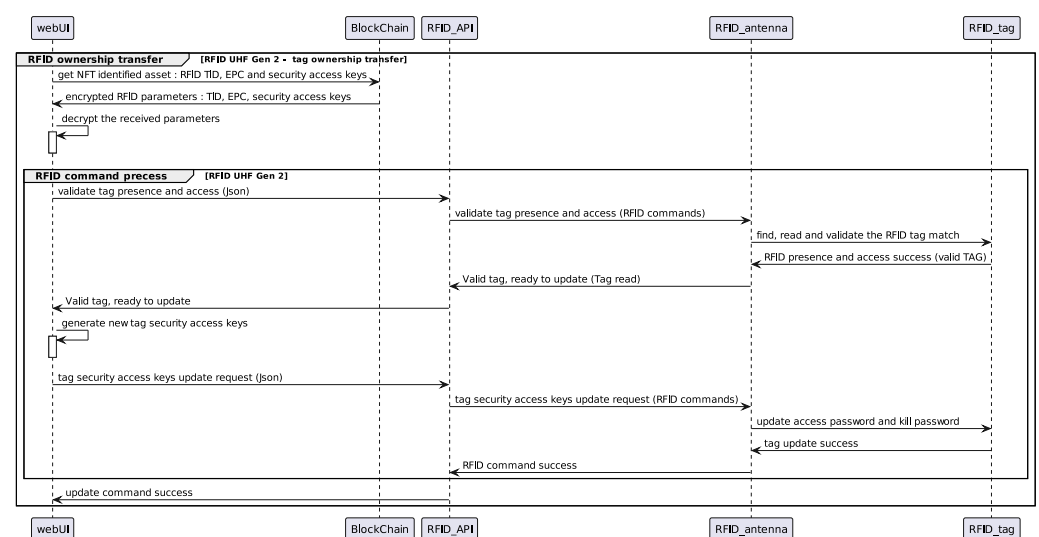 webUI BlockChain RFID_API RFID_antenna RFID_tag
RFID ownership transfer [RFID UHF Gen 2 - tag ownership transfer]
get NFT identified asset : RFID TID, EPC and security access keys
encrypted RFID parameters : TID, EPC, security access keys
decrypt the received parameters
RFID command precess [RFID UHF Gen 2]
validate tag presence and access (Json)
validate tag presence and access (RFID commands)
find, read and validate the RFID tag match
RFID presence and access success (valid TAG)
Valid tag, ready to update (Tag read)
Valid tag, ready to update
generate new tag security access keys
tag security access keys update request (Json)
tag security access keys update request (RFID commands)
update access password and kill password
tag update success
RFID command success
update command success
webUI BlockChain RFID_API RFID_antenna RFID_tag